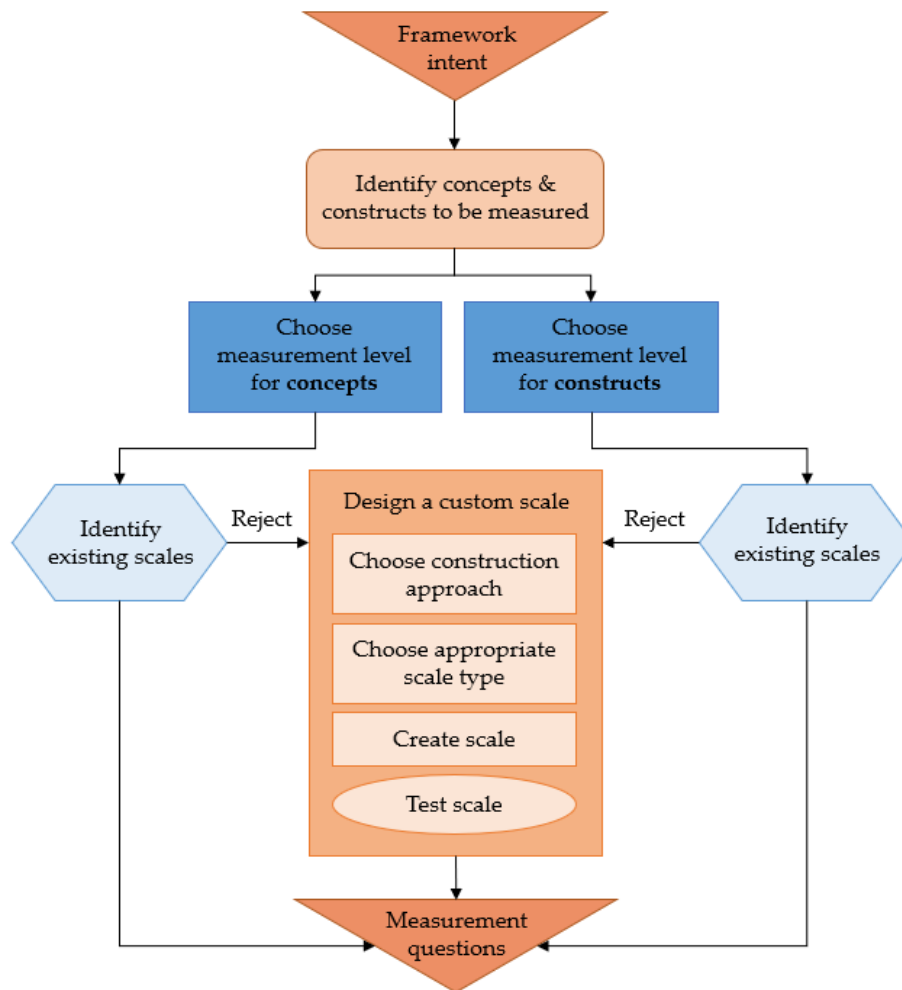 Framework
intent
Identify concepts &
constructs to be measured
Choose
measurement level
for concepts
Choose
measurement level
for constructs
Identify
existing scales
Reject
Design a custom scale
Choose construction
approach
Choose appropriate
scale type
Create scale
Test scale
Reject
Identify
existing scales
Measurement
questions